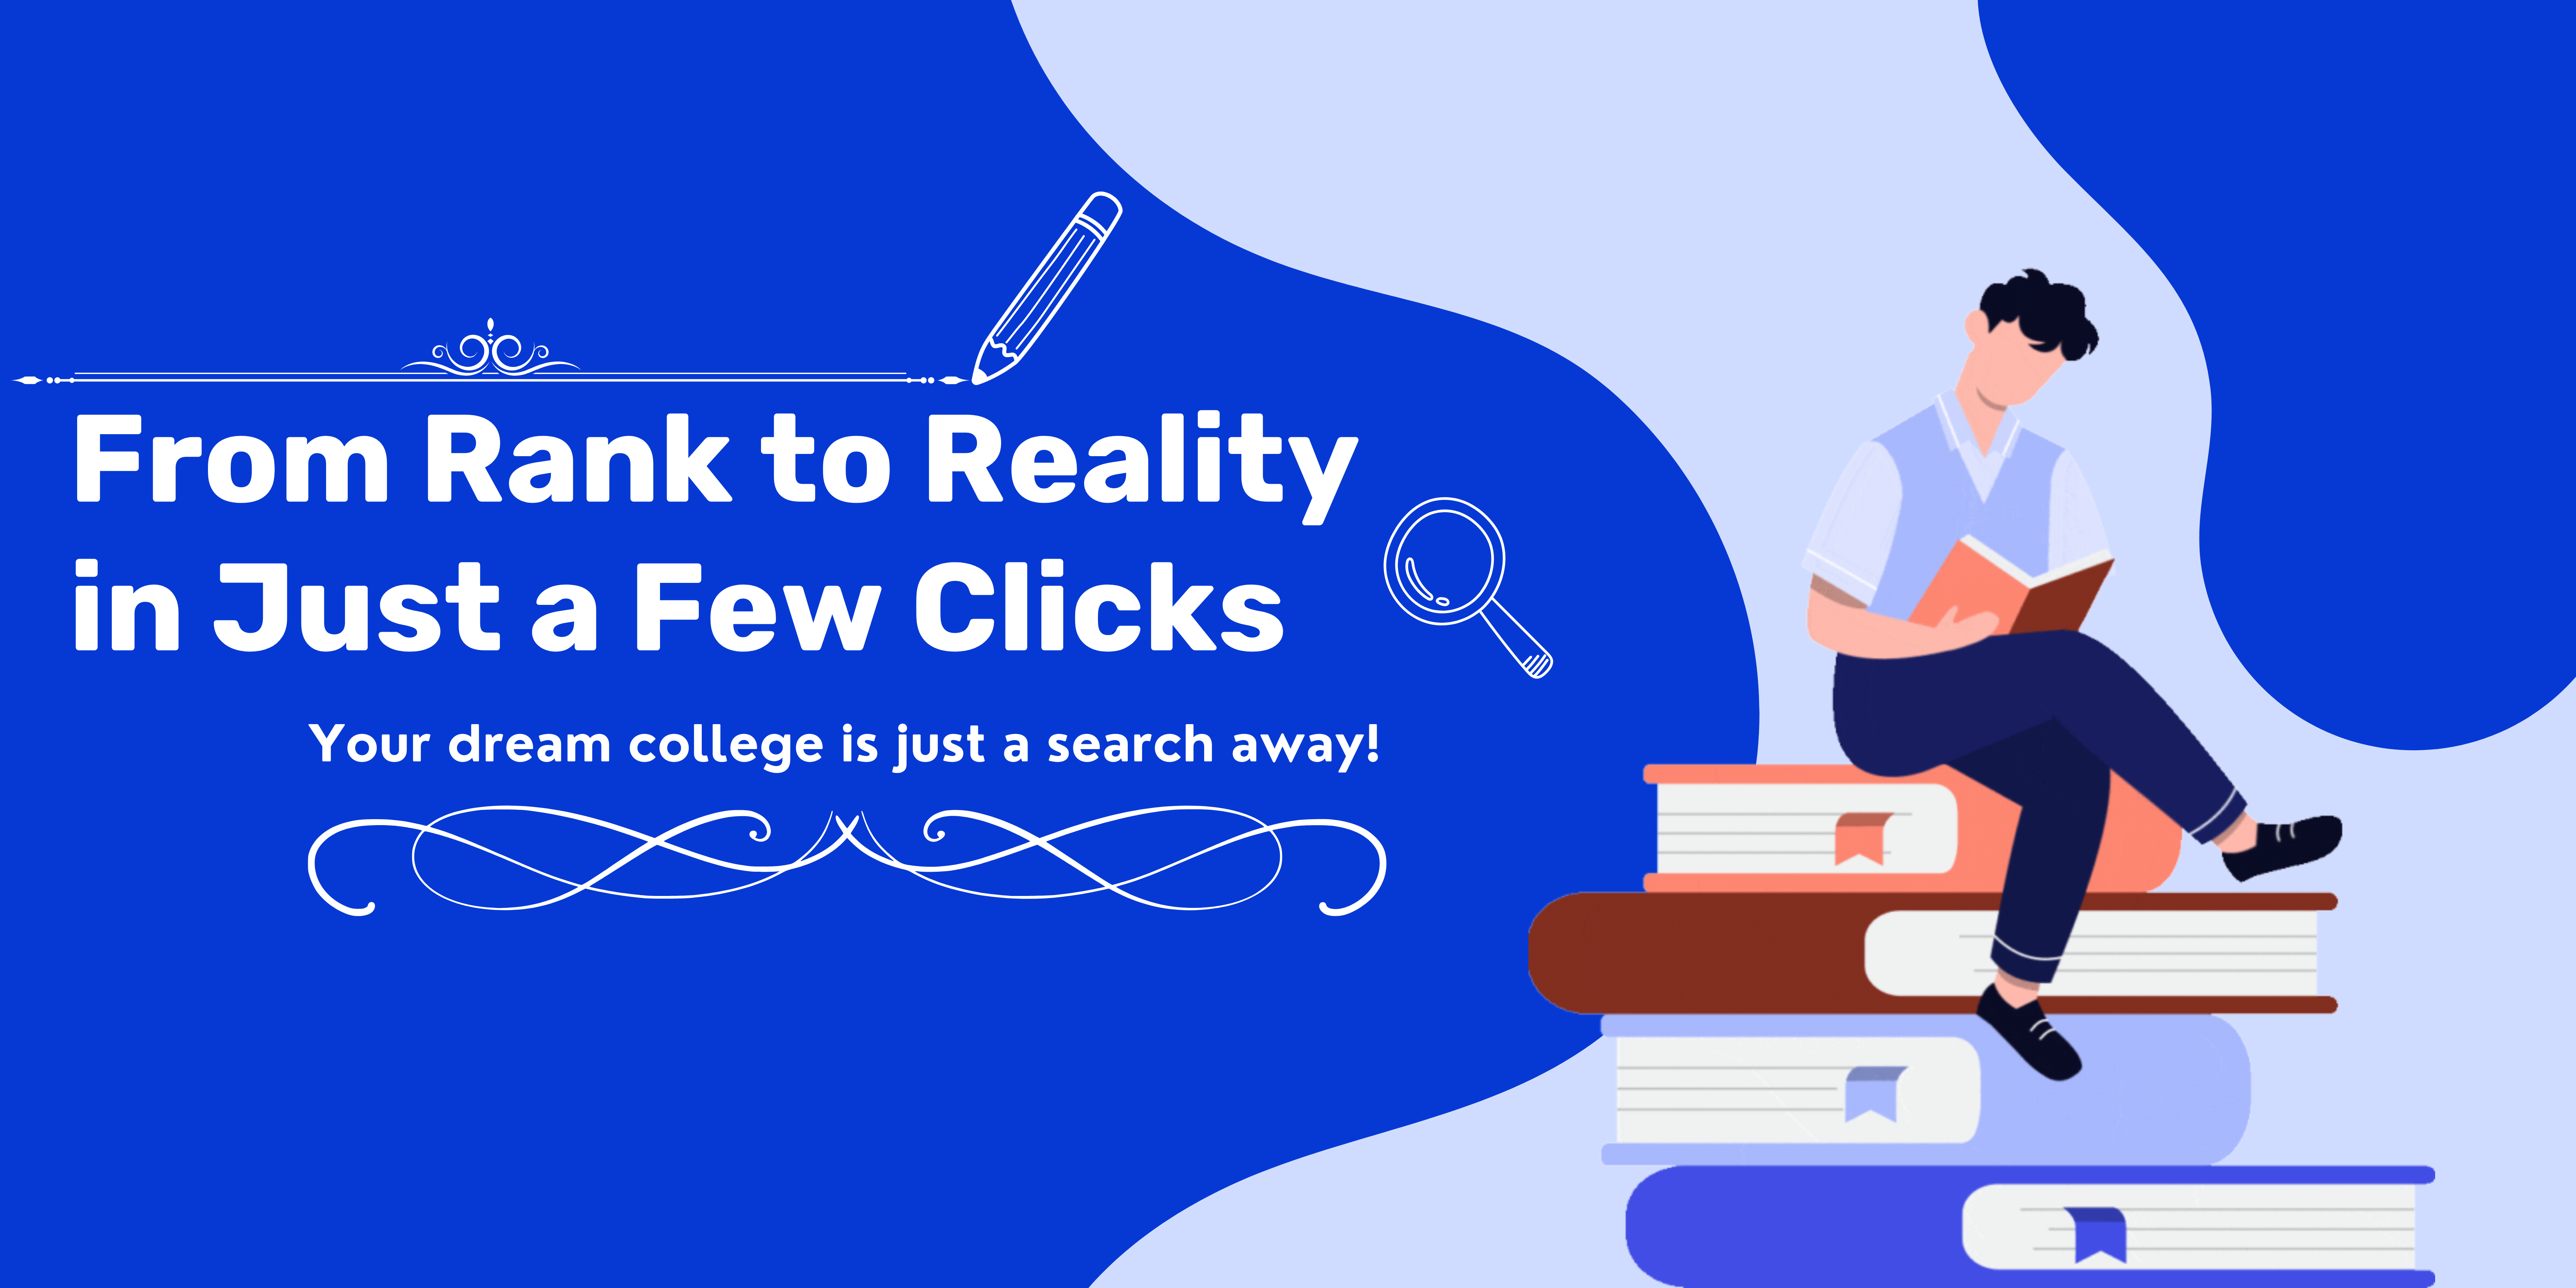 From Rank to Reality
in Just a Few Clicks
Your dream college is just a search away!